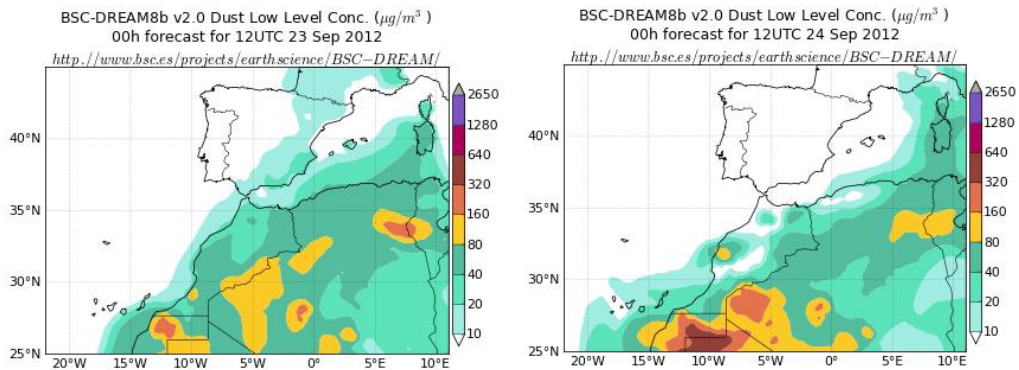 BSC-DREAM8b v2.0 Dust Low Level Conc. (μg/m³ )
00h forecast for 12UTC 23 Sep 2012
http://www.bsc.es/projects/earthscience/BSC−DREAM/
40°N
35°N
30°N
25°N
20°W
15°W
10°W
5°W
0°
5°E
10°E
2650
1280
640
320
160
80
40
20
10
BSC-DREAM8b v2.0 Dust Low Level Conc. (μg/m³ )
00h forecast for 12UTC 24 Sep 2012
http://www.bsc.es/projects/earthscience/BSC−DREAM/
40°N
35°N
30°N
25°N
20°W
15°W
10°W
5°W
0°
5°E
10°E
2650
1280
640
320
160
80
40
20
10